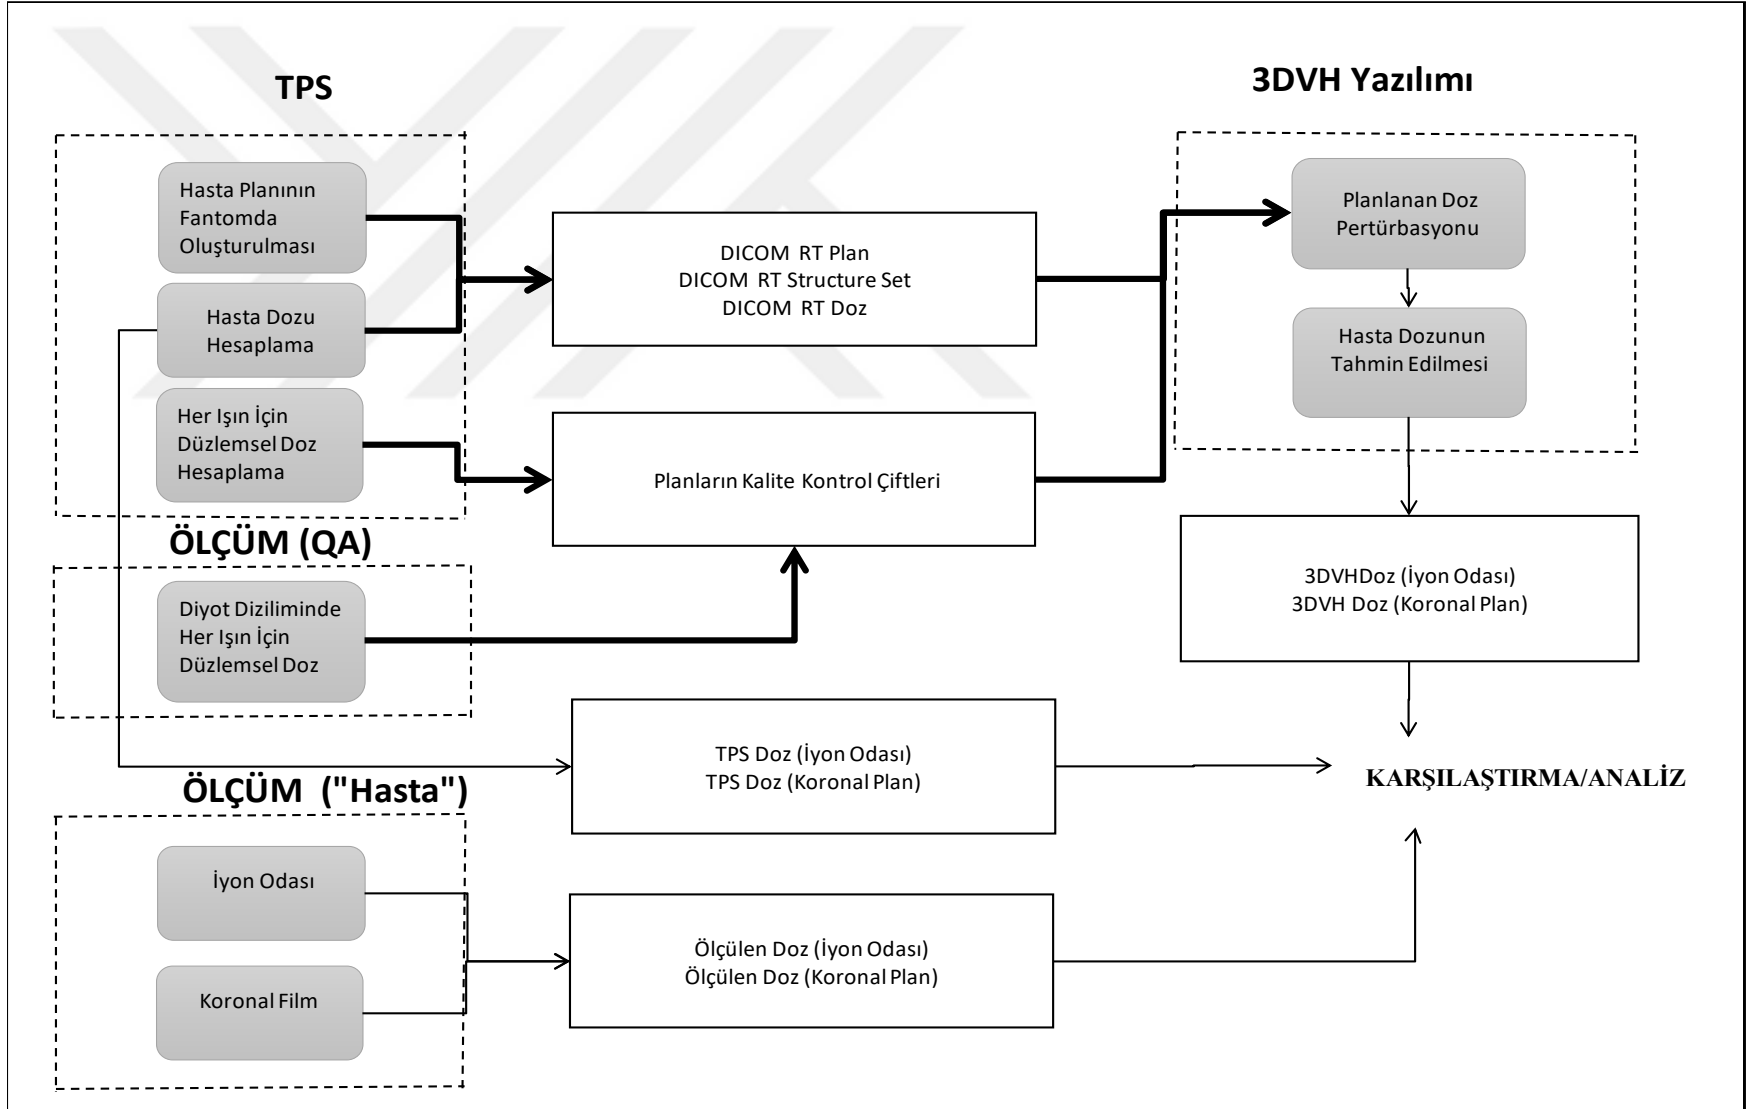 TPS
Hasta Planının
Fantomda
Oluşturulması
Hasta Dozu
Hesaplama
Her Işın İçin
Düzlemsel Doz
Hesaplama
ÖLÇÜM (QA)
Diyot Diziliminde
Her Işın İçin
Düzlemsel Doz
ÖLÇÜM ("Hasta")
İyon Odası
Koronal Film
DICOM RT Plan
DICOM RT Structure Set
DICOM RT Doz
Planların Kalite Kontrol Çiftleri
TPS Doz (İyon Odası)
TPS Doz (Koronal Plan)
Ölçülen Doz (İyon Odası)
Ölçülen Doz (Koronal Plan)
3DVH Yazılımı
Planlanan Doz
Pertürbasyonu
Hasta Dozunun
Tahmin Edilmesi
3DVHDoz (İyon Odası)
3DVH Doz (Koronal Plan)
KARŞILAŞTIRMA/ANALİZ